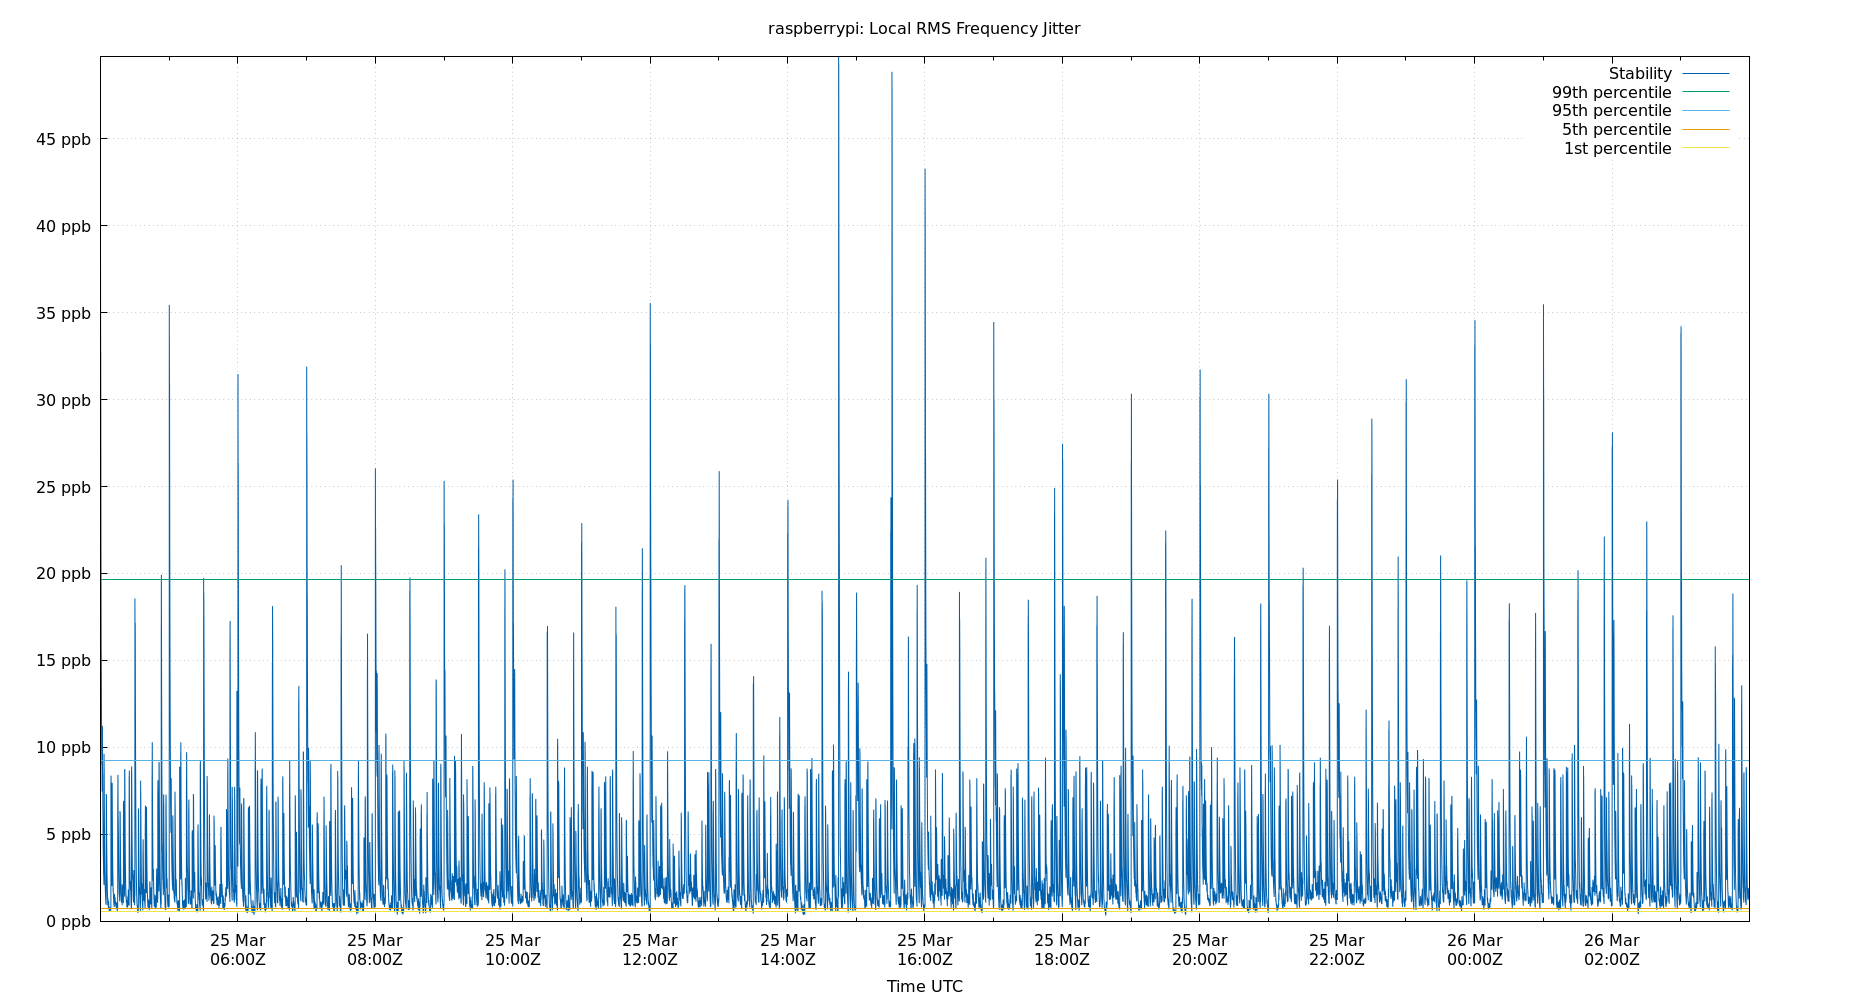 raspberrypi: Local RMS Frequency Jitter
Stability
99th percentile
95th percentile
5th percentile
1st percentile
45 ppb
40 ppb
35 ppb
30 ppb
25 ppb
20 ppb
15 ppb
10 ppb
5 ppb
0 ppb
25 Mar 25 Mar 25 Mar 25 Mar 25 Mar 25 Mar 25 Mar 25 Mar 25 Mar 26 Mar 26 Mar
06:00Z 08:00Z 10:00Z 12:00Z 14:00Z 16:00Z 18:00Z 20:00Z 22:00Z 00:00Z 02:00Z
Time UTC